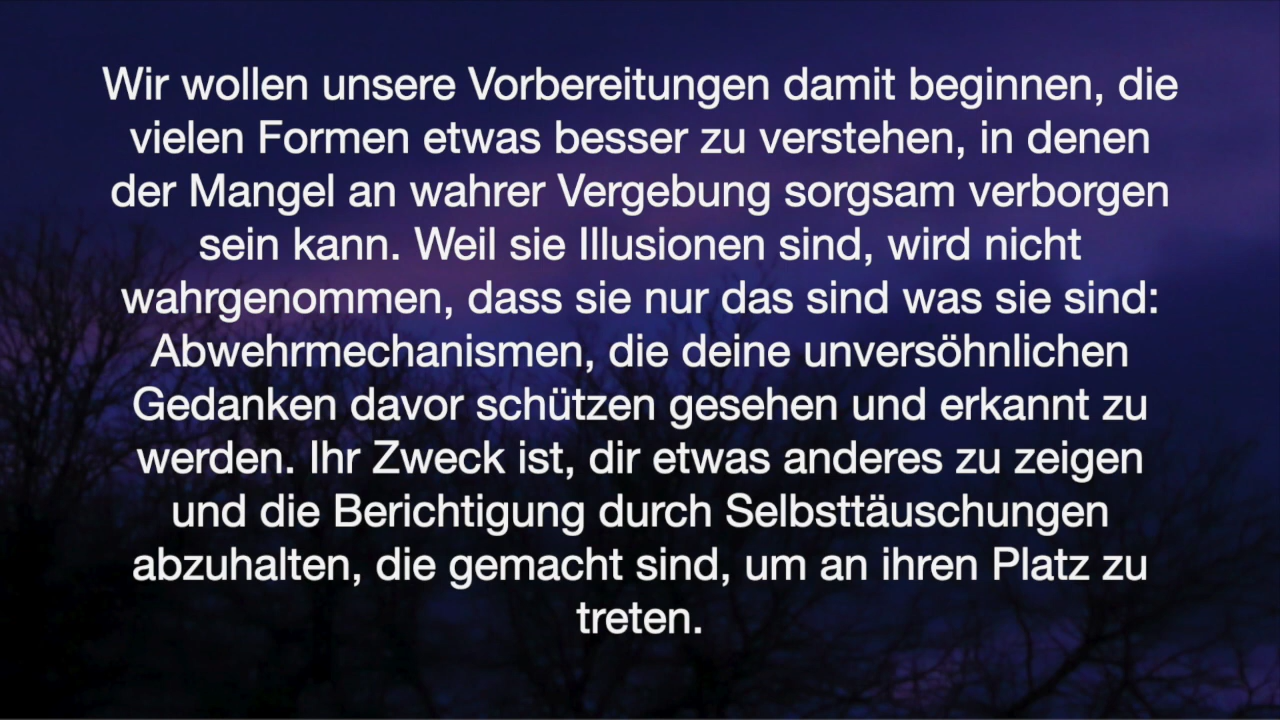 Wir wollen unsere Vorbereitungen damit beginnen, die
vielen Formen etwas besser zu verstehen, in denen
der Mangel an wahrer Vergebung sorgsam verborgen
sein kann. Weil sie Illusionen sind, wird nicht
wahrgenommen, dass sie nur das sind was sie sind:
Abwehrmechanismen, die deine unversöhnlichen
Gedanken davor schützen gesehen und erkannt zu
werden. Ihr Zweck ist, dir etwas anderes zu zeigen
und die Berichtigung durch Selbsttäuschungen
abzuhalten, die gemacht sind, um an ihren Platz zu
treten.